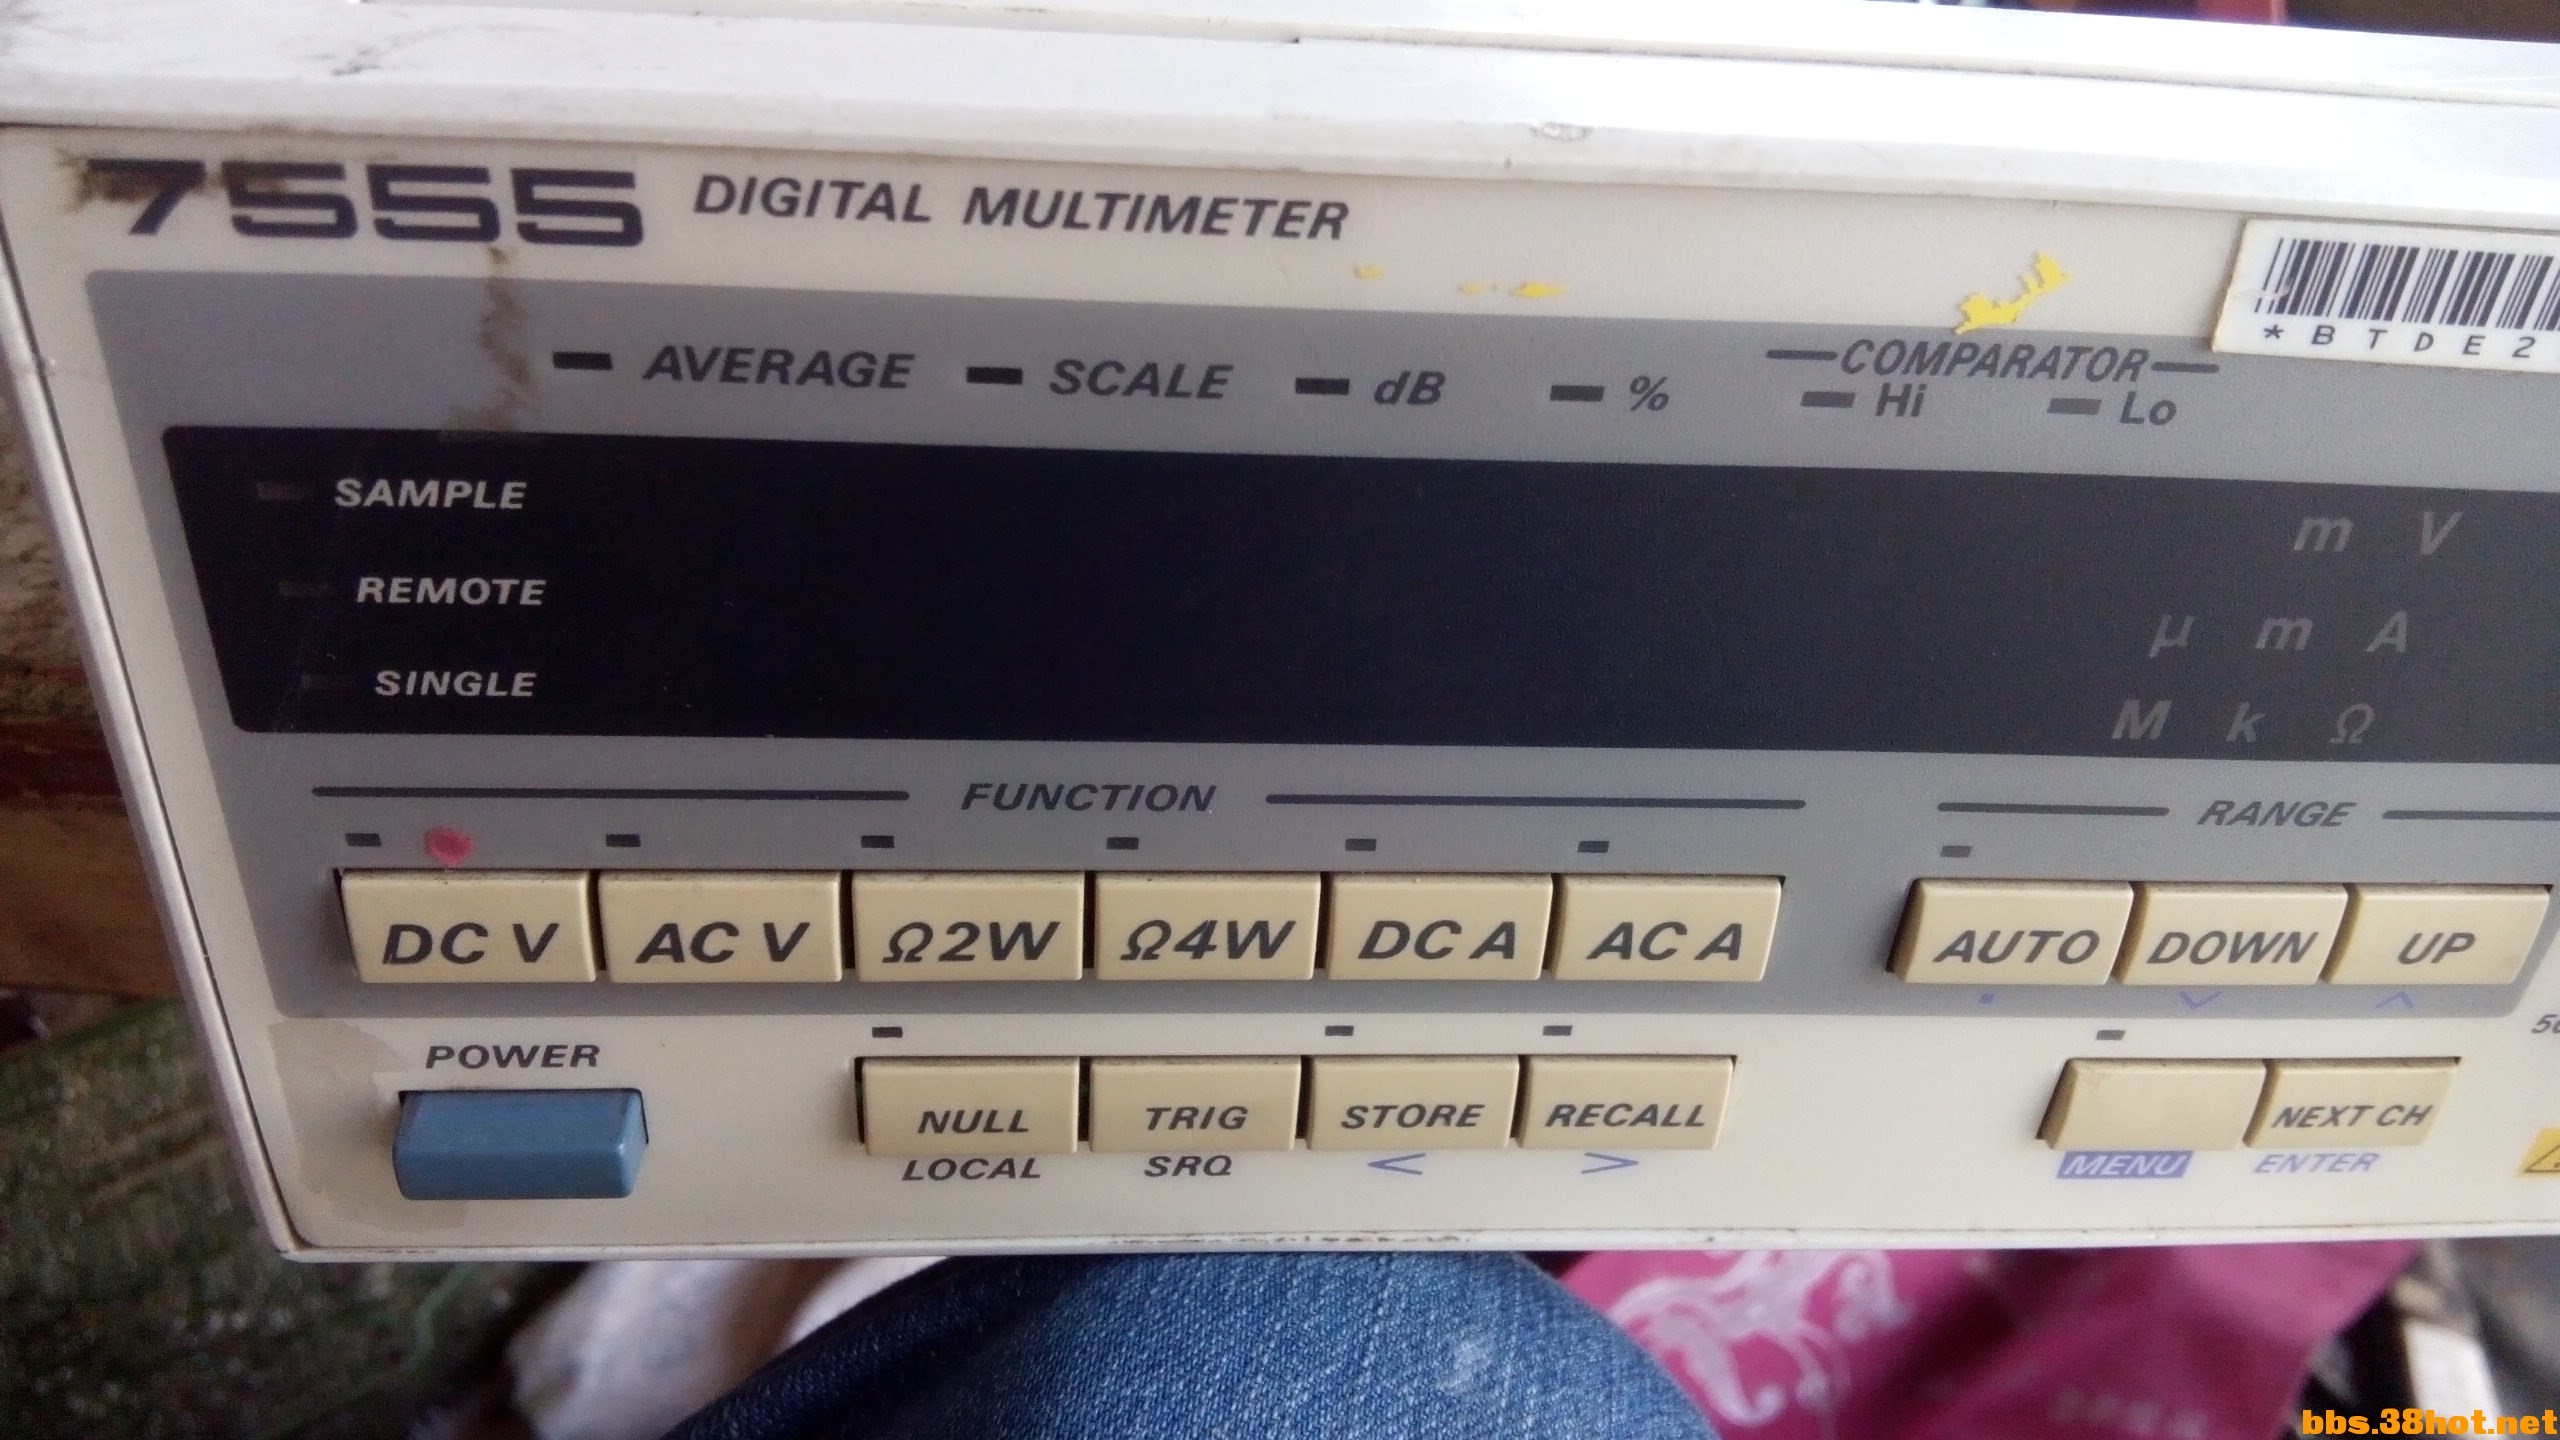 7555 DIGITAL MULTIMETER
*BTDE2
AVERAGE SCALE dB % COMPARATOR
Hi Lo
SAMPLE
m V
REMOTE
μ m A
SINGLE
M k Ω
FUNCTION RANGE
DC V AC V Ω2W Ω4W DC A AC A AUTO DOWN UP
POWER
NULL TRIG STORE RECALL NEXT CH
LOCAL SRQ < > MENU ENTER
bbs.38hot.net